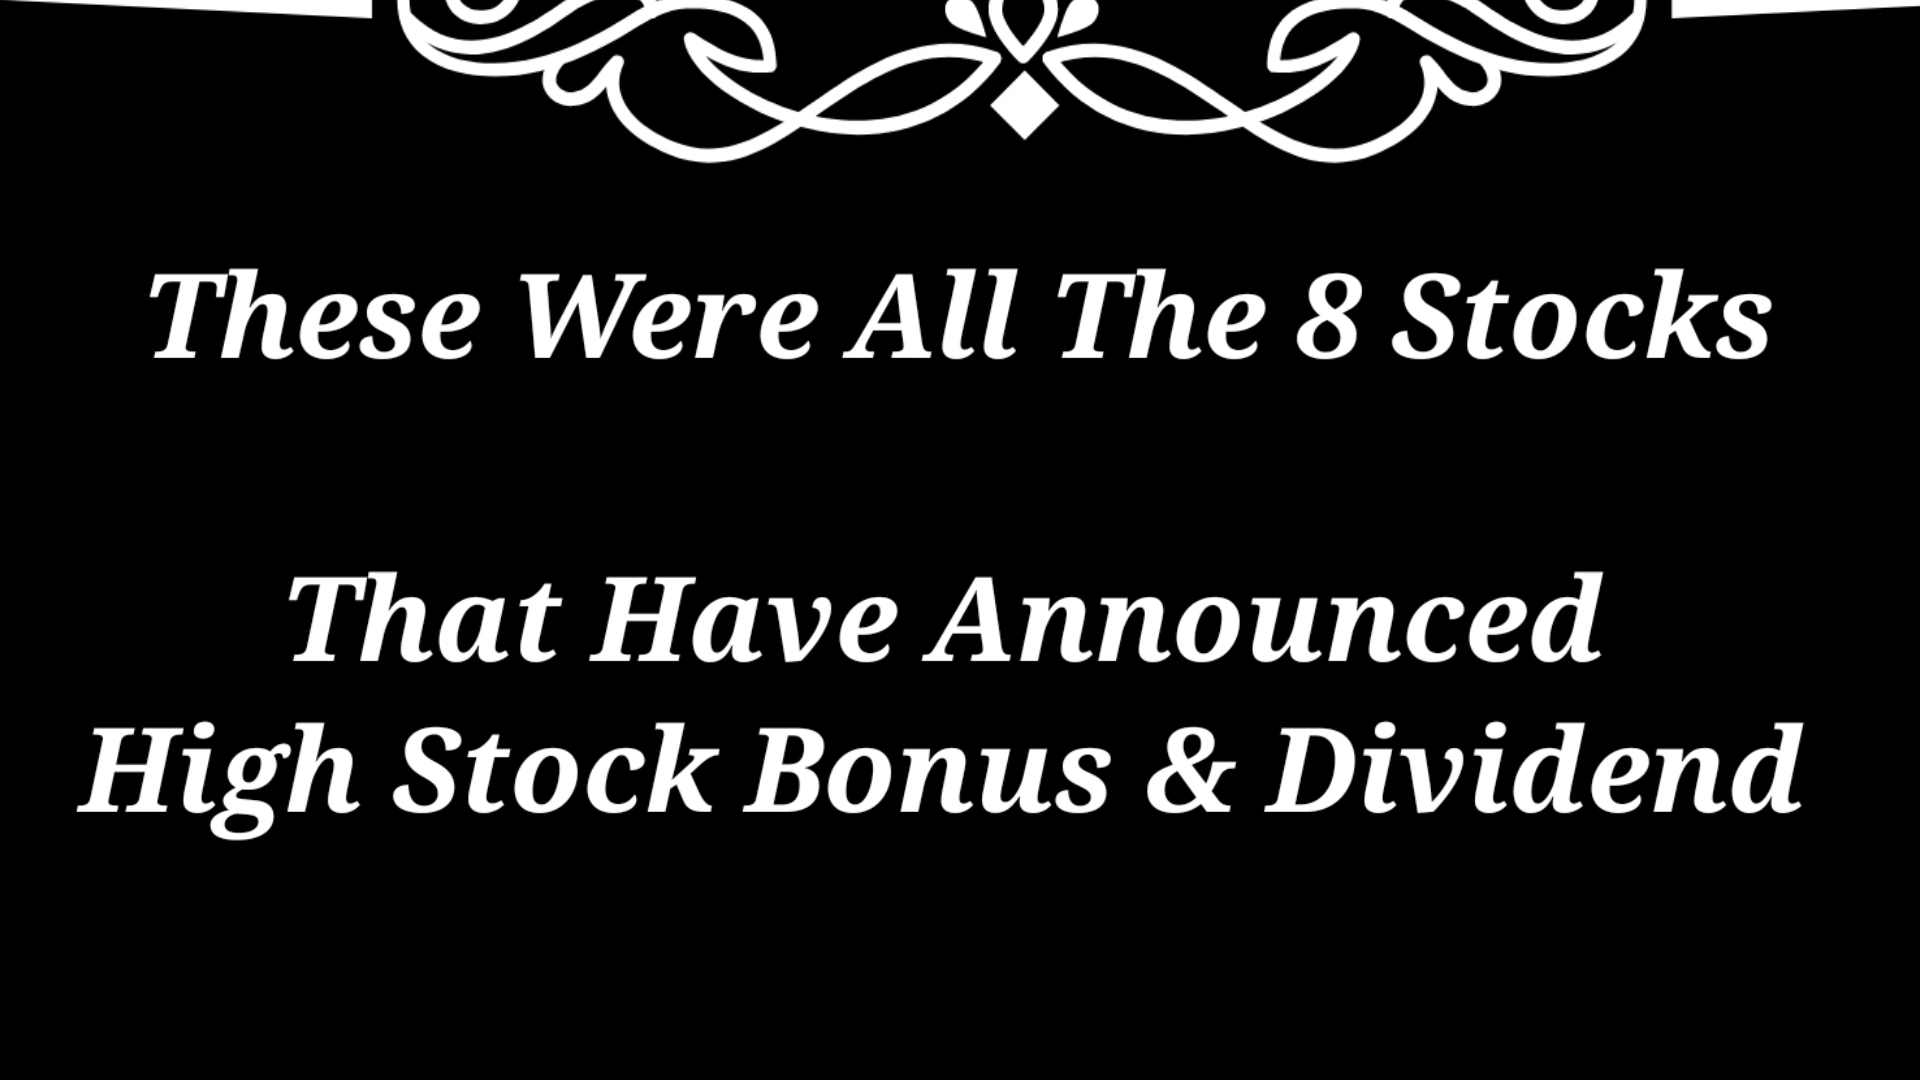 These Were All The 8 Stocks
That Have Announced
High Stock Bonus & Dividend